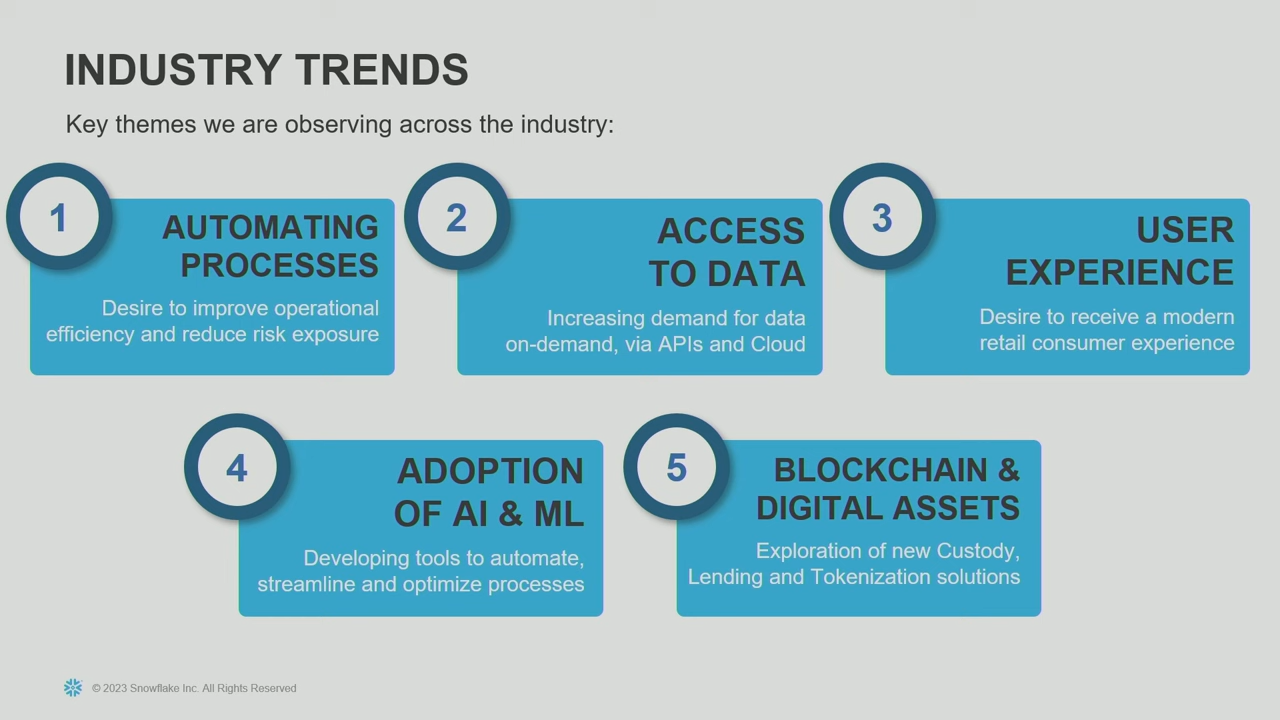 INDUSTRY TRENDS
Key themes we are observing across the industry:
1
AUTOMATING
PROCESSES
Desire to improve operational
efficiency and reduce risk exposure
2
ACCESS
TO DATA
Increasing demand for data
on-demand, via APIs and Cloud
3
USER
EXPERIENCE
Desire to receive a modern
retail consumer experience
4
ADOPTION
OF AI & ML
Developing tools to automate,
streamline and optimize processes
5
BLOCKCHAIN &
DIGITAL ASSETS
Exploration of new Custody,
Lending and Tokenization solutions
© 2023 Snowflake Inc. All Rights Reserved